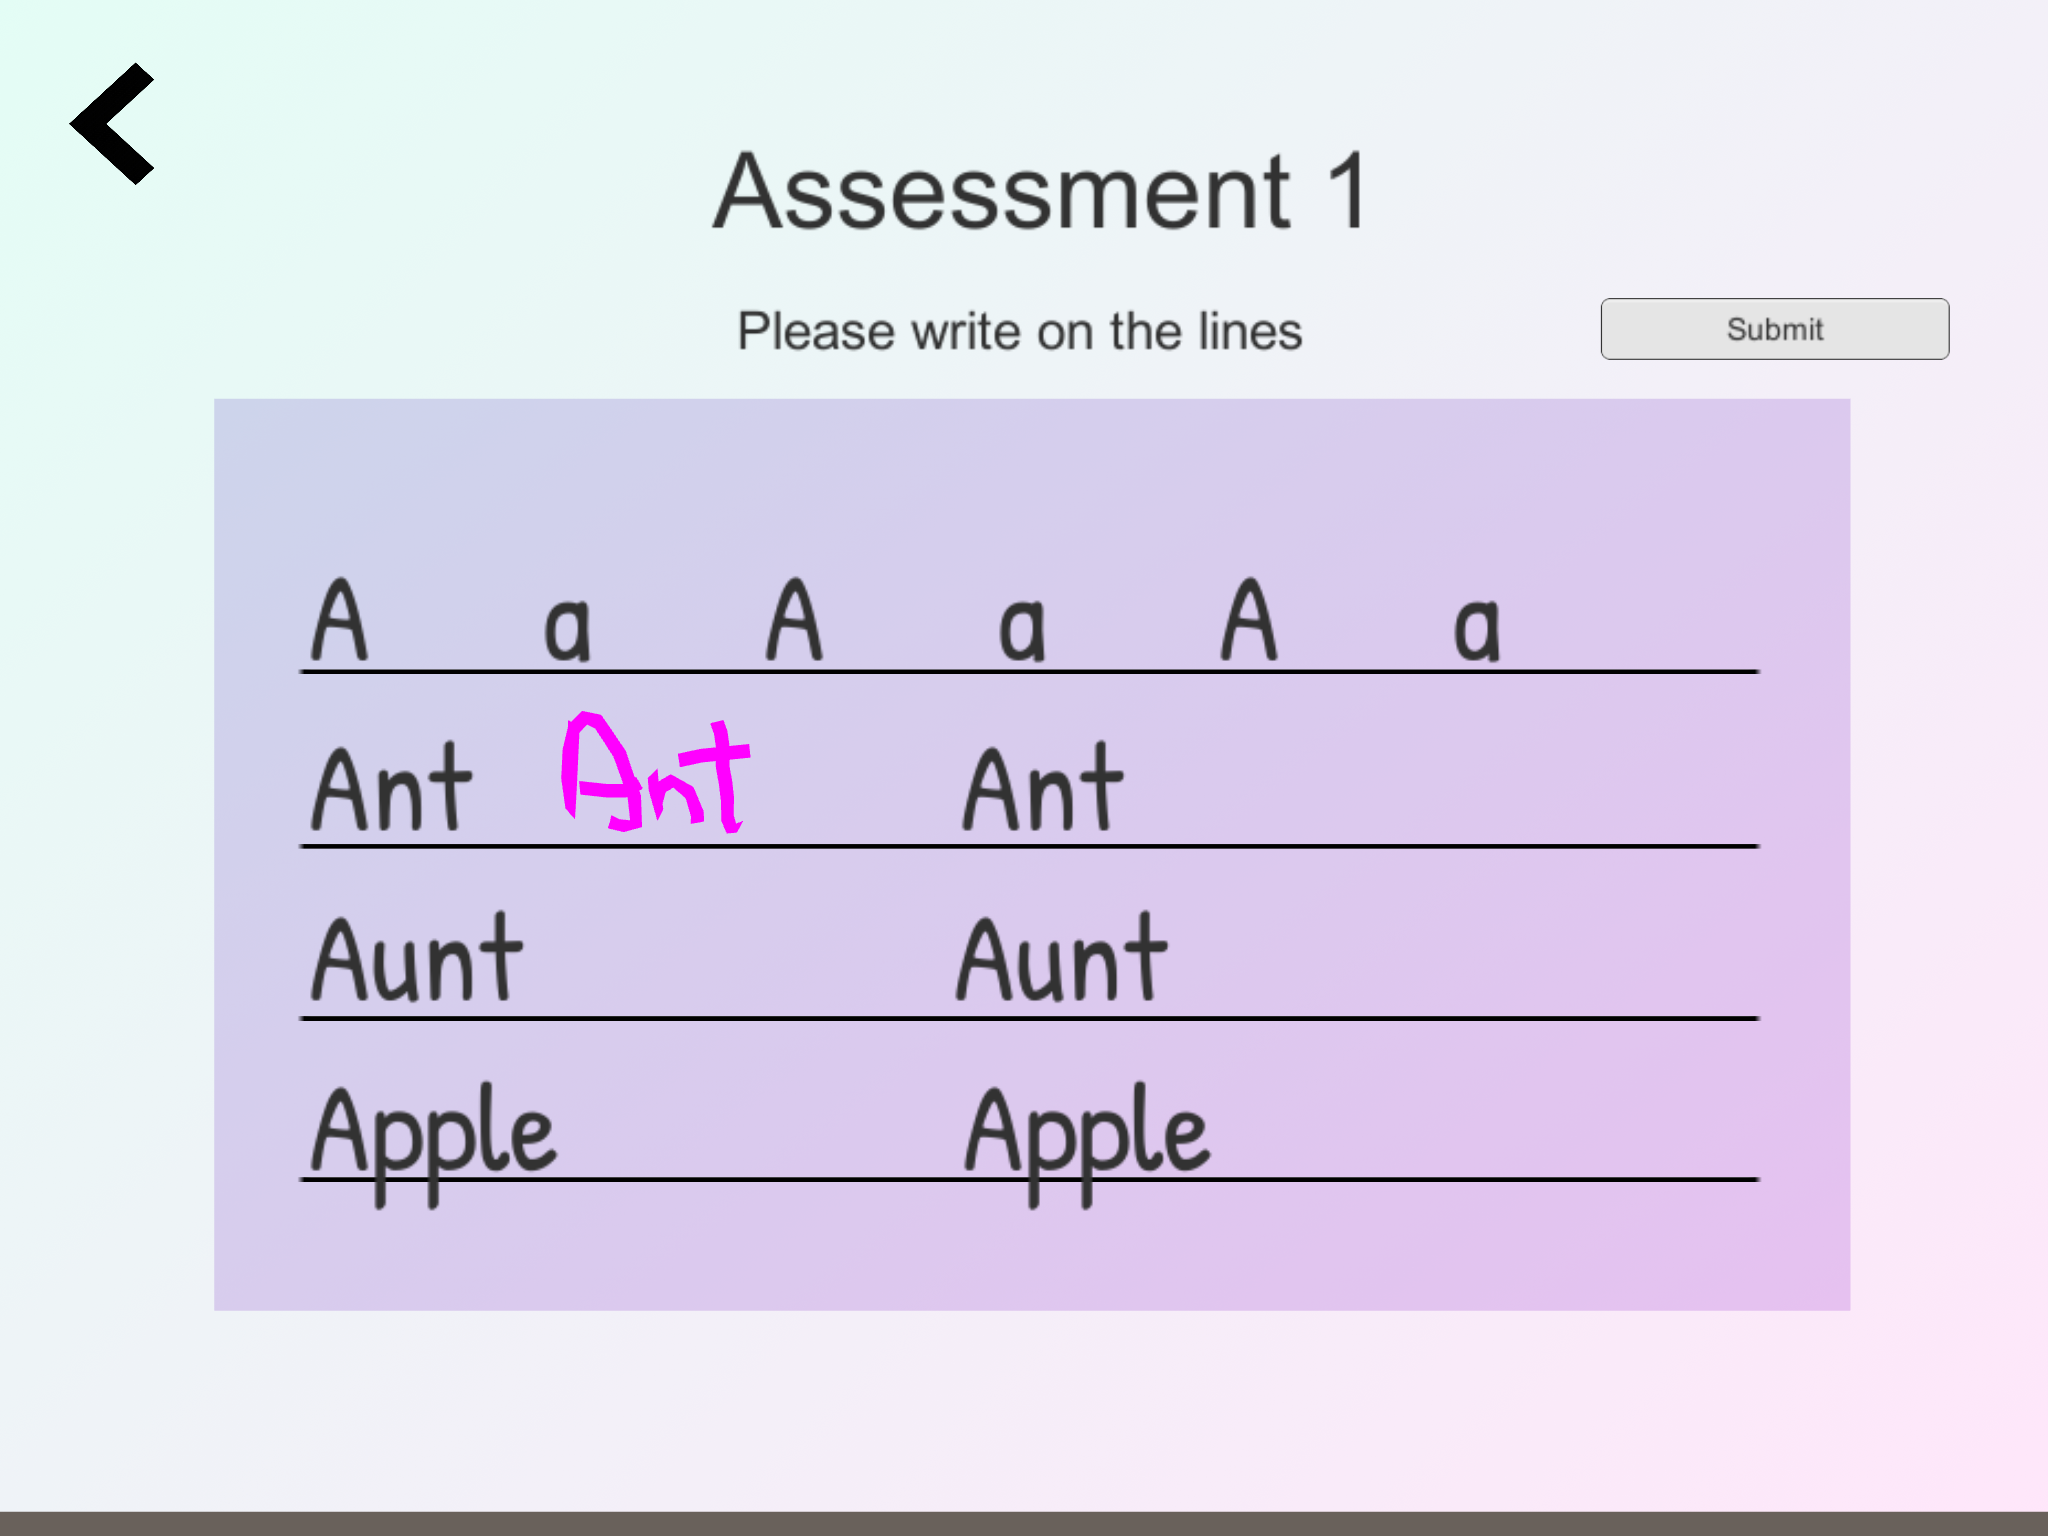 Assessment 1
Please write on the lines
Submit
A a A a A a
Ant Ant Ant
Aunt Aunt
Apple Apple